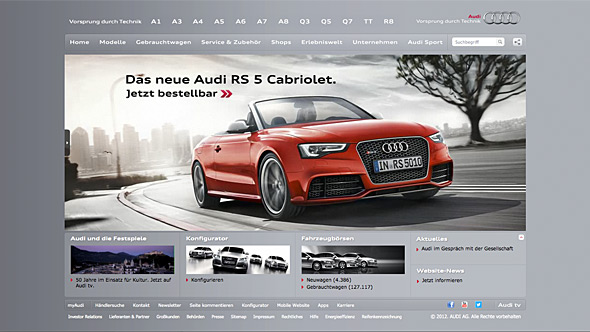 Vorsprung durch Technik A1 A3 A4 A5 A6 A7 A8 Q3 Q5 Q7 TT R8
Audi
Vorsprung durch Technik
Home Modelle Gebrauchtwagen Service & Zubehör Shops Erlebniswelt Unternehmen Audi Sport Suchbegriff
Das neue Audi RS 5 Cabriolet.
Jetzt bestellbar
IN RS 5010
Audi und die Festspiele
50 Jahre im Einsatz für Kultur. Jetzt auf
Audi tv.
Konfigurator
Konfigurieren
Fahrzeugbörsen
Neuwagen (4.386)
Gebrauchtwagen (127.117)
Aktuelles
Audi im Gespräch mit der Gesellschaft
Website-News
Jetzt informieren
myAudi Händlersuche Kontakt Newsletter Seite kommentieren Konfigurator Mobile Website Apps Karriere Audi tv
Investor Relations Lieferanten & Partner Großkunden Behörden Presse Sitemap Impressum Rechtliches Hilfe Energieeffizienz Reifenkennzeichnung
© 2012. AUDI AG. Alle Rechte vorbehalten